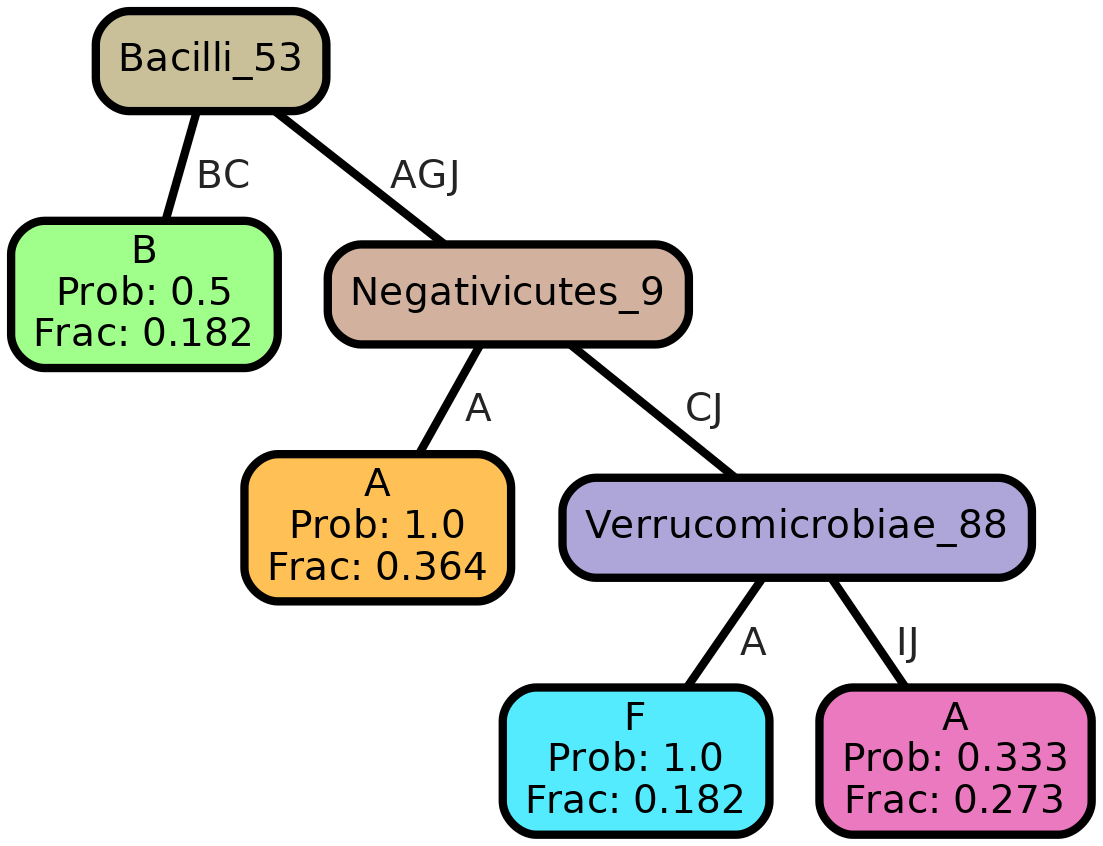 Bacilli_53
BC
AGJ
B
Prob: 0.5
Frac: 0.182
Negativicutes_9
A
CJ
A
Prob: 1.0
Frac: 0.364
Verrucomicrobiae_88
A
IJ
F
Prob: 1.0
Frac: 0.182
A
Prob: 0.333
Frac: 0.273